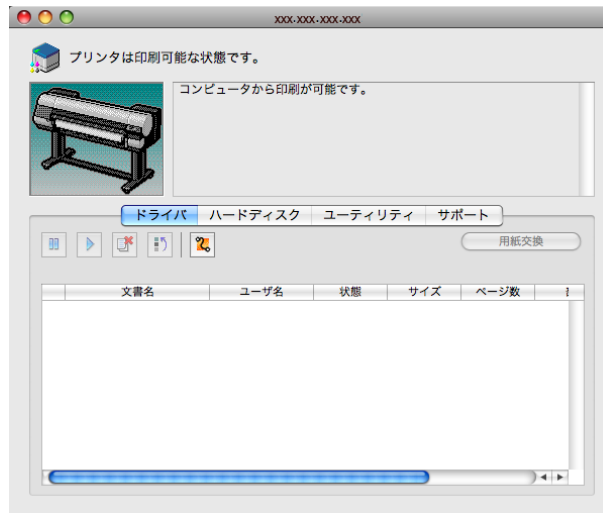 xxx-xxx-xxx-xxx
プリンタは印刷可能な状態です。
コンピュータから印刷が可能です。
ドライバ ハードディスク ユーティリティ サポート
用紙交換
文書名 ユーザ名 状態 サイズ ページ数